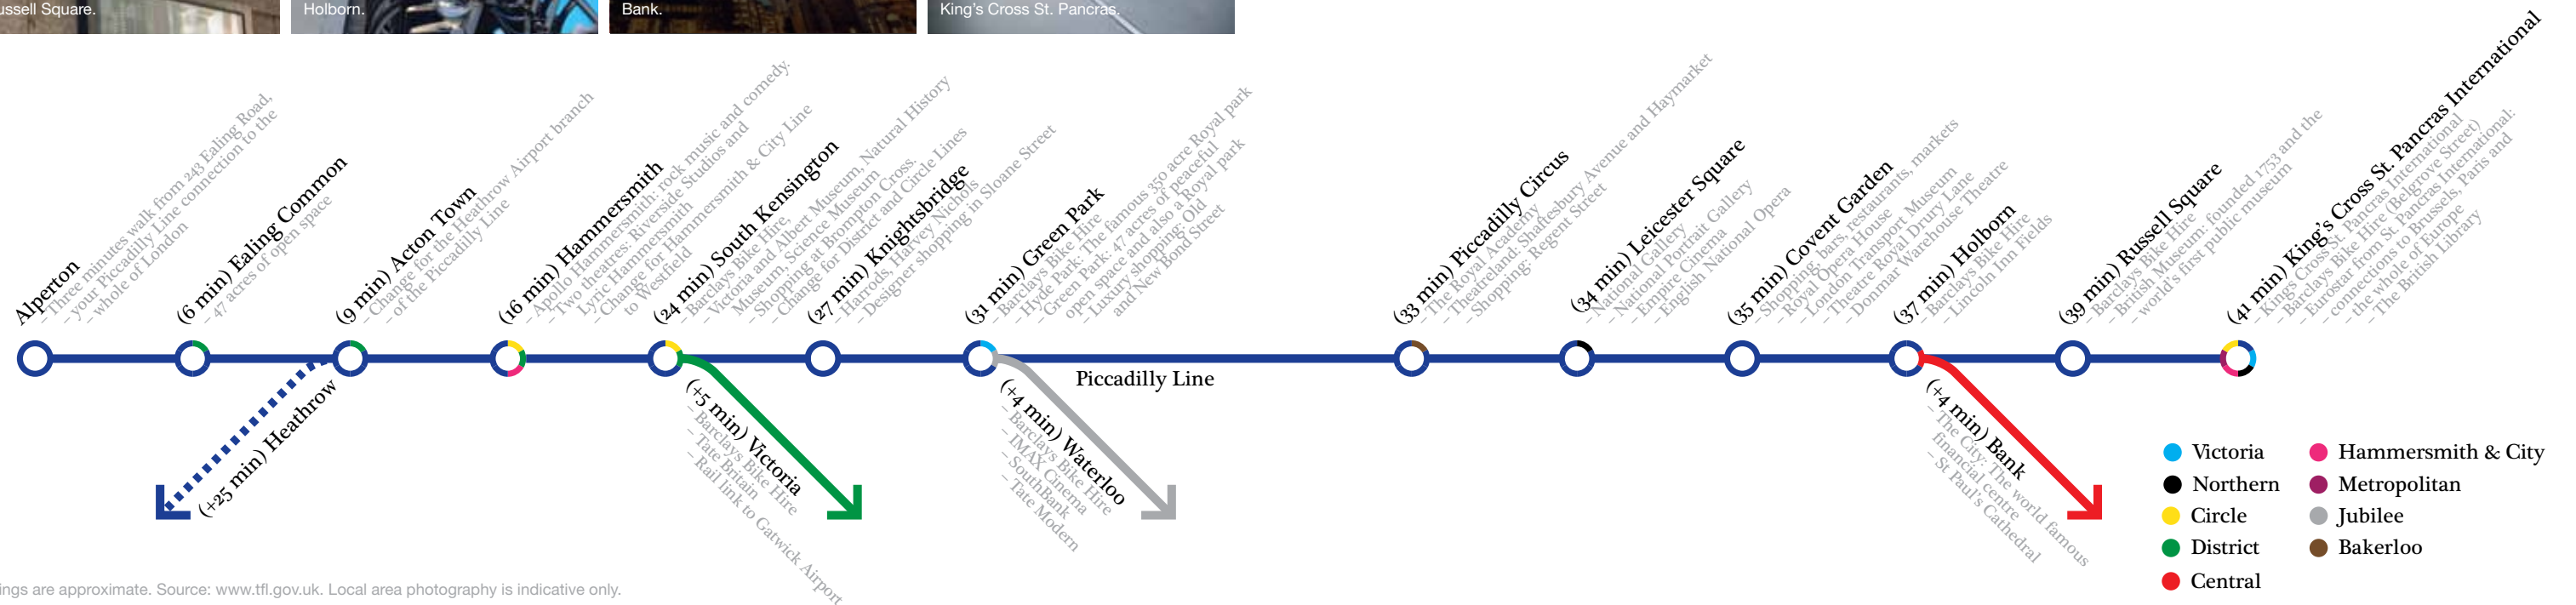 ussell Square.
Holborn.
Bank.
King's Cross St. Pancras.
Alperton
– Three minutes walk from 243 Ealing Road,
– your Piccadilly Line connection to the
– whole of London
(6 min) Ealing Common
– 47 acres of open space
(9 min) Acton Town
– Change for the Heathrow Airport branch
– of the Piccadilly Line
(16 min) Hammersmith
– Apollo Hammersmith: rock music and comedy.
– Two theatres: Riverside Studios and
Lyric Hammersmith
– Change for Hammersmith & City Line
to Westfield
(24 min) South Kensington
– Barclays Bike Hire,
– Victoria and Albert Museum, Natural History
Museum, Science Museum
– Shopping at Brompton Cross.
– Change for District and Circle Lines
(27 min) Knightsbridge
– Harrods, Harvey Nichols
– Designer shopping in Sloane Street
(31 min) Green Park
– Barclays Bike Hire
– Hyde Park: The famous 350 acre Royal park
– Green Park: 47 acres of peaceful
open space and also a Royal park
– Luxury shopping: Old
and New Bond Street
(33 min) Piccadilly Circus
– The Royal Academy
– Theatreland: Shaftesbury Avenue and Haymarket
– Shopping: Regent Street
(34 min) Leicester Square
– National Gallery
– National Portrait Gallery
– Empire Cinema
– English National Opera
(35 min) Covent Garden
– Shopping, bars, restaurants, markets
– Royal Opera House
– London Transport Museum
– Theatre Royal Drury Lane
– Donmar Warehouse Theatre
(37 min) Holborn
– Barclays Bike Hire
– Lincoln Inn Fields
(39 min) Russell Square
– Barclays Bike Hire
– British Museum: founded 1753 and the
– world's first public museum
(41 min) King's Cross St. Pancras International
– King's Cross St. Pancras International
– Barclays Bike Hire (Belgrove Street)
– Eurostar from St. Pancras International:
– connections to Brussels, Paris and
– the whole of Europe
– The British Library
(+25 min) Heathrow
(+5 min) Victoria
– Barclays Bike Hire
– Tate Britain
– Rail link to Gatwick Airport
(+4 min) Waterloo
– Barclays Bike Hire
– IMAX Cinema
– SouthBank
– Tate Modern
Piccadilly Line
(+4 min) Bank
– The City: The world famous
financial centre
– St Paul's Cathedral
Victoria
Northern
Circle
District
Central
Hammersmith & City
Metropolitan
Jubilee
Bakerloo
ings are approximate. Source: www.tfl.gov.uk. Local area photography is indicative only.